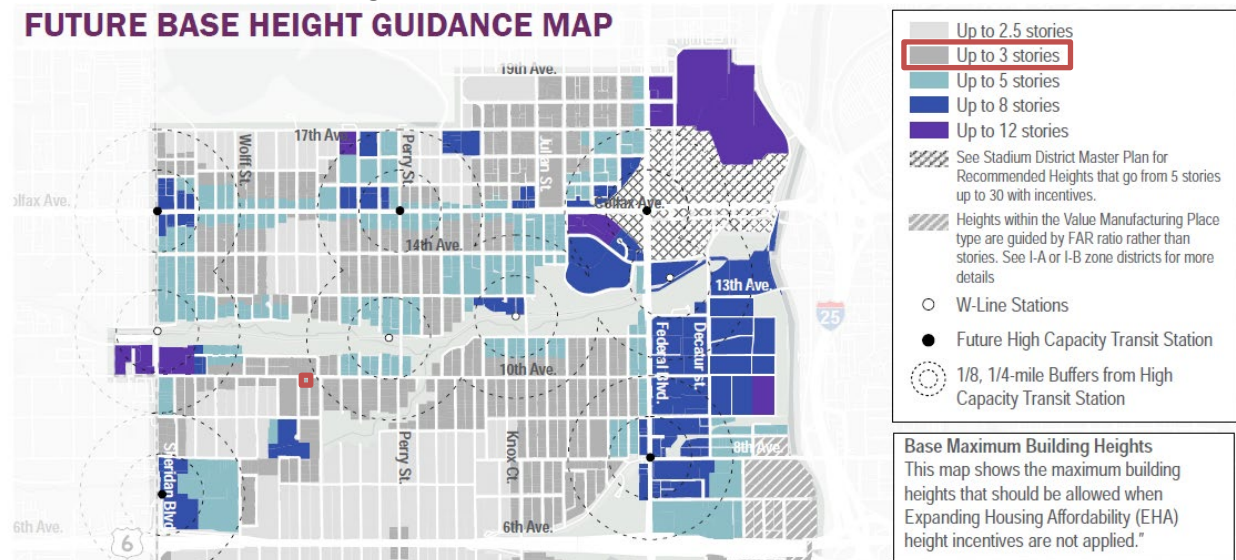 FUTURE BASE HEIGHT GUIDANCE MAP
19th Ave.
17th Ave.
Wolff St.
Perry St.
Julian St.
olfax Ave.
Colfax Ave.
14th Ave.
13th Ave.
25
Federal Blvd.
Decatur St.
10th Ave.
Sheridan Blvd.
Perry St.
Knox Ct.
8th Ave.
6th Ave.
6th Ave.
6
Up to 2.5 stories
Up to 3 stories
Up to 5 stories
Up to 8 stories
Up to 12 stories
See Stadium District Master Plan for
Recommended Heights that go from 5 stories
up to 30 with incentives.
Heights within the Value Manufacturing Place
type are guided by FAR ratio rather than
stories. See I-A or I-B zone districts for more
details
W-Line Stations
Future High Capacity Transit Station
1/8, 1/4-mile Buffers from High
Capacity Transit Station
Base Maximum Building Heights
This map shows the maximum building
heights that should be allowed when
Expanding Housing Affordability (EHA)
height incentives are not applied.”